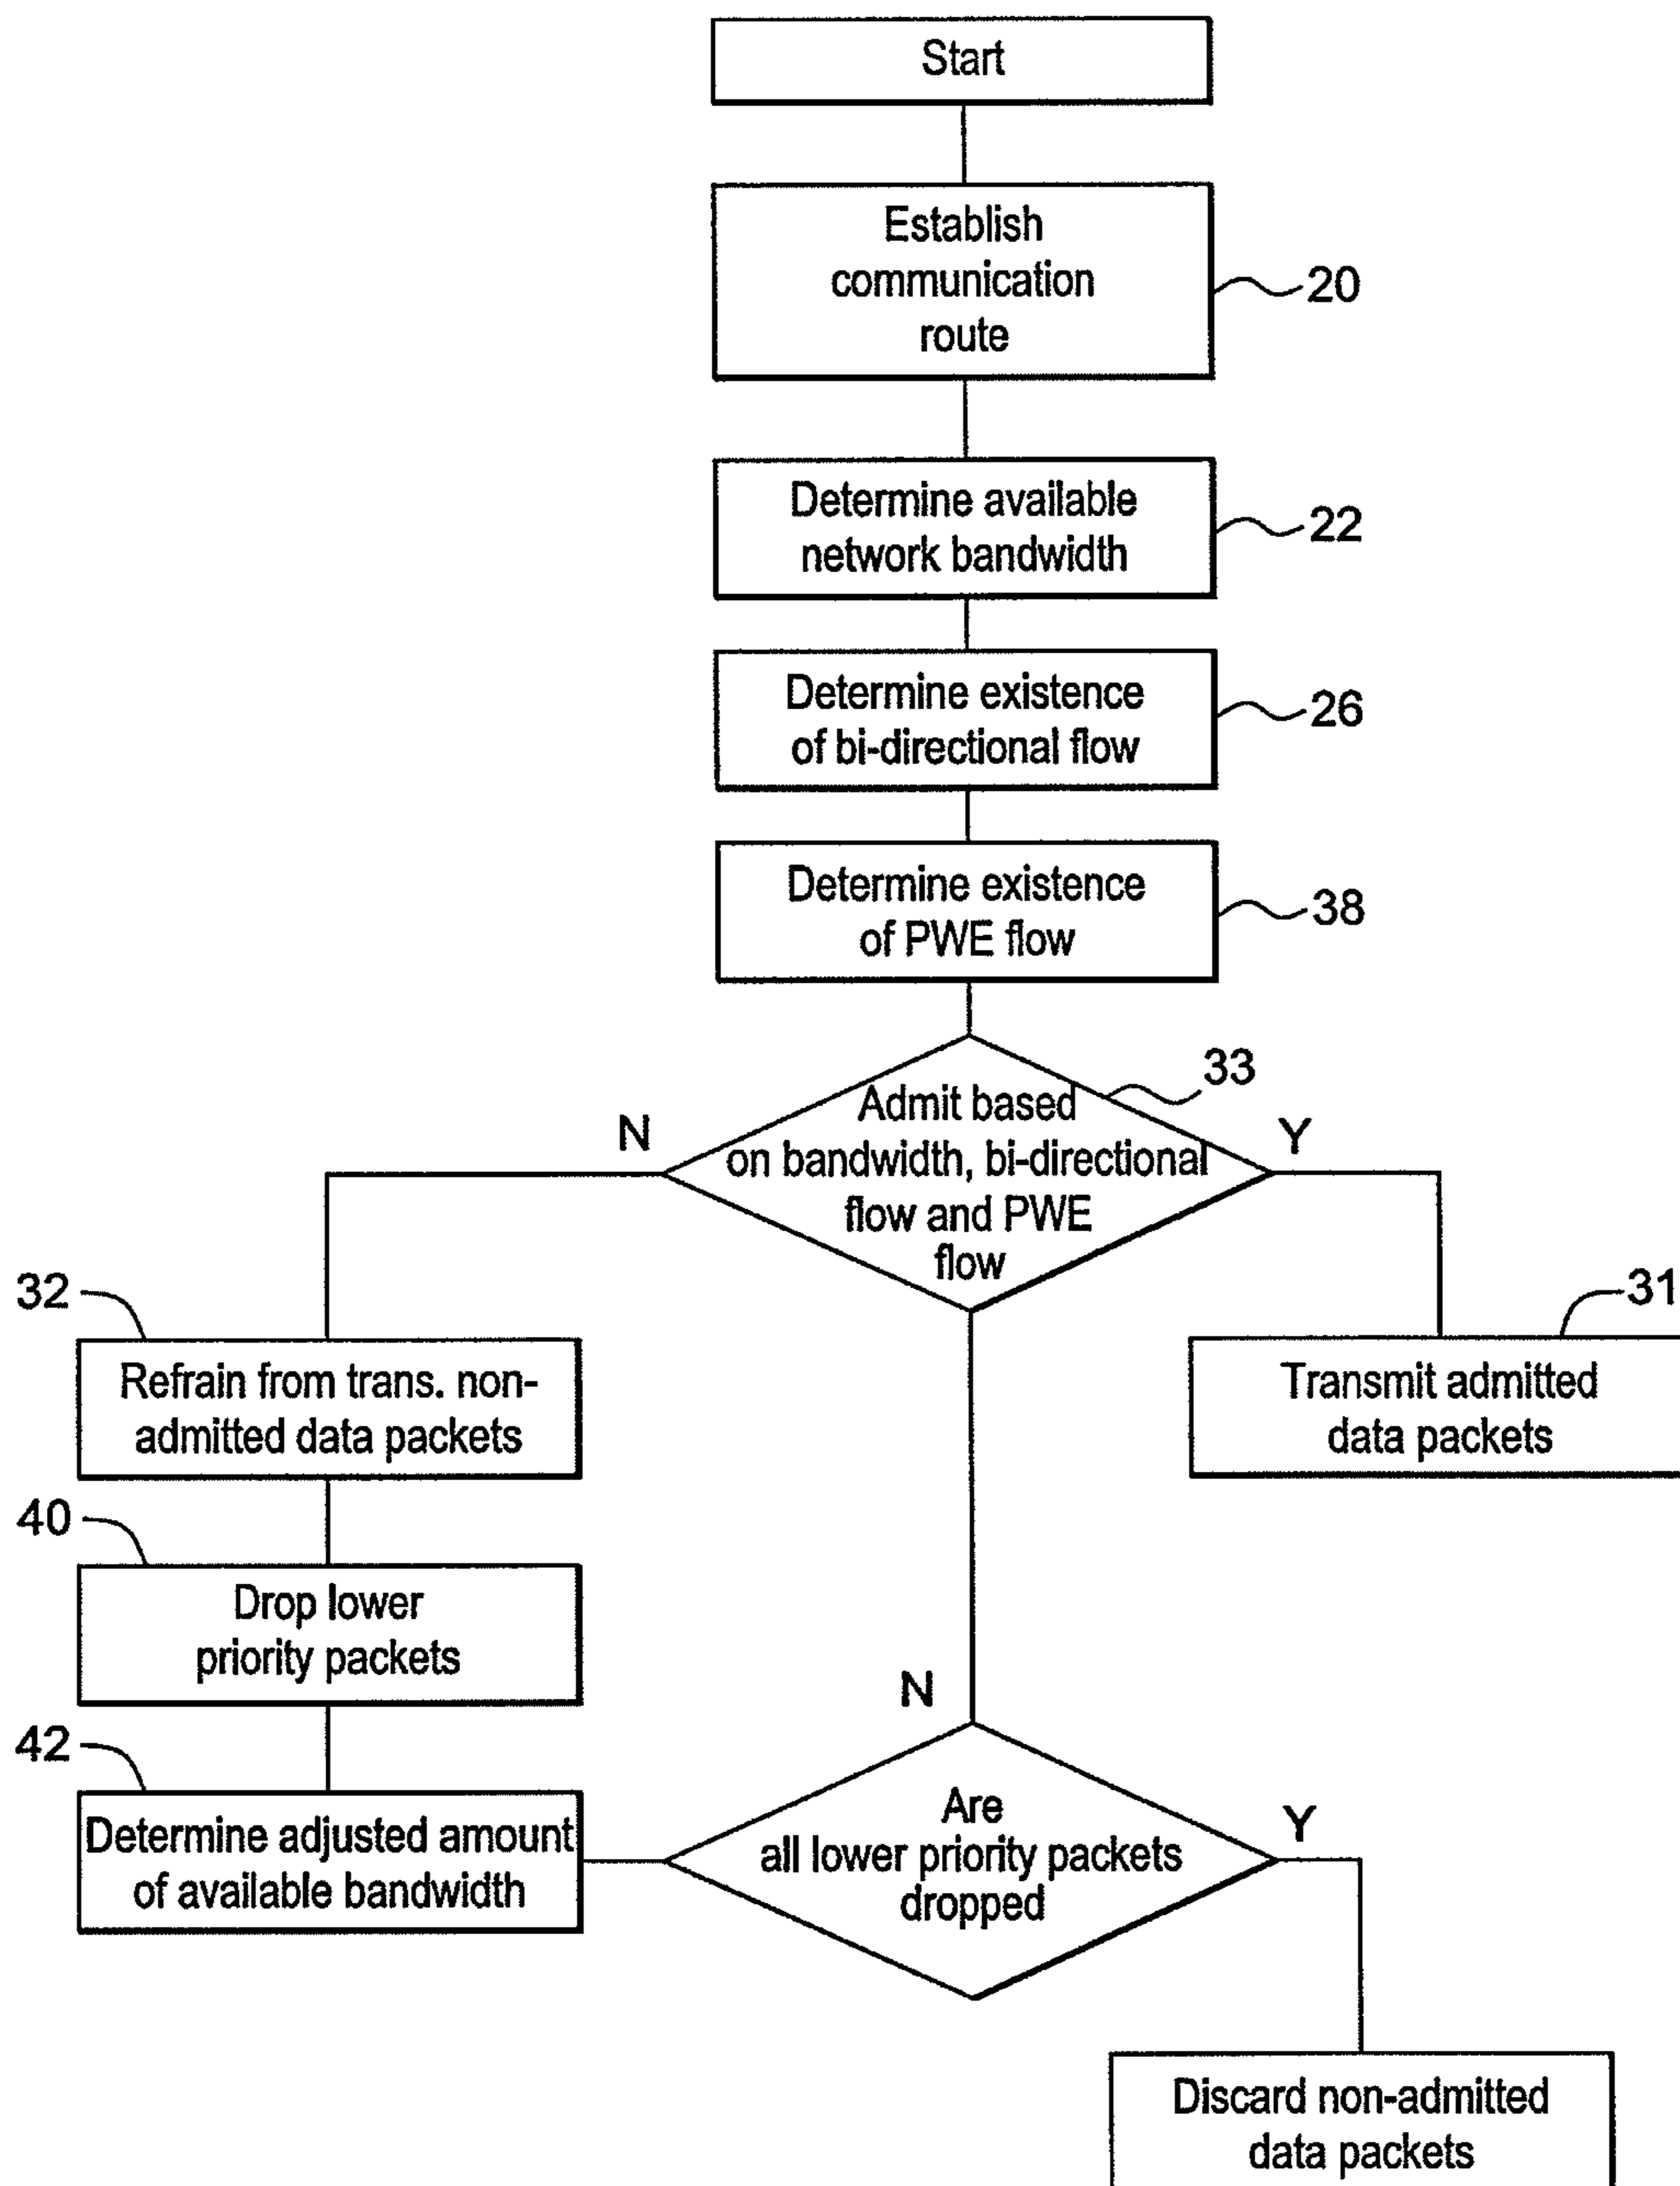 Start
Establish
communication
route
20
Determine available
network bandwidth
22
Determine existence
of bi-directional flow
26
Determine existence
of PWE flow
38
33
Admit based
on bandwidth, bi-directional
flow and PWE
flow
N
Y
32
Refrain from trans. non-
admitted data packets
31
Transmit admitted
data packets
40
Drop lower
priority packets
42
Determine adjusted amount
of available bandwidth
N
Are
all lower priority packets
dropped
Y
Discard non-admitted
data packets